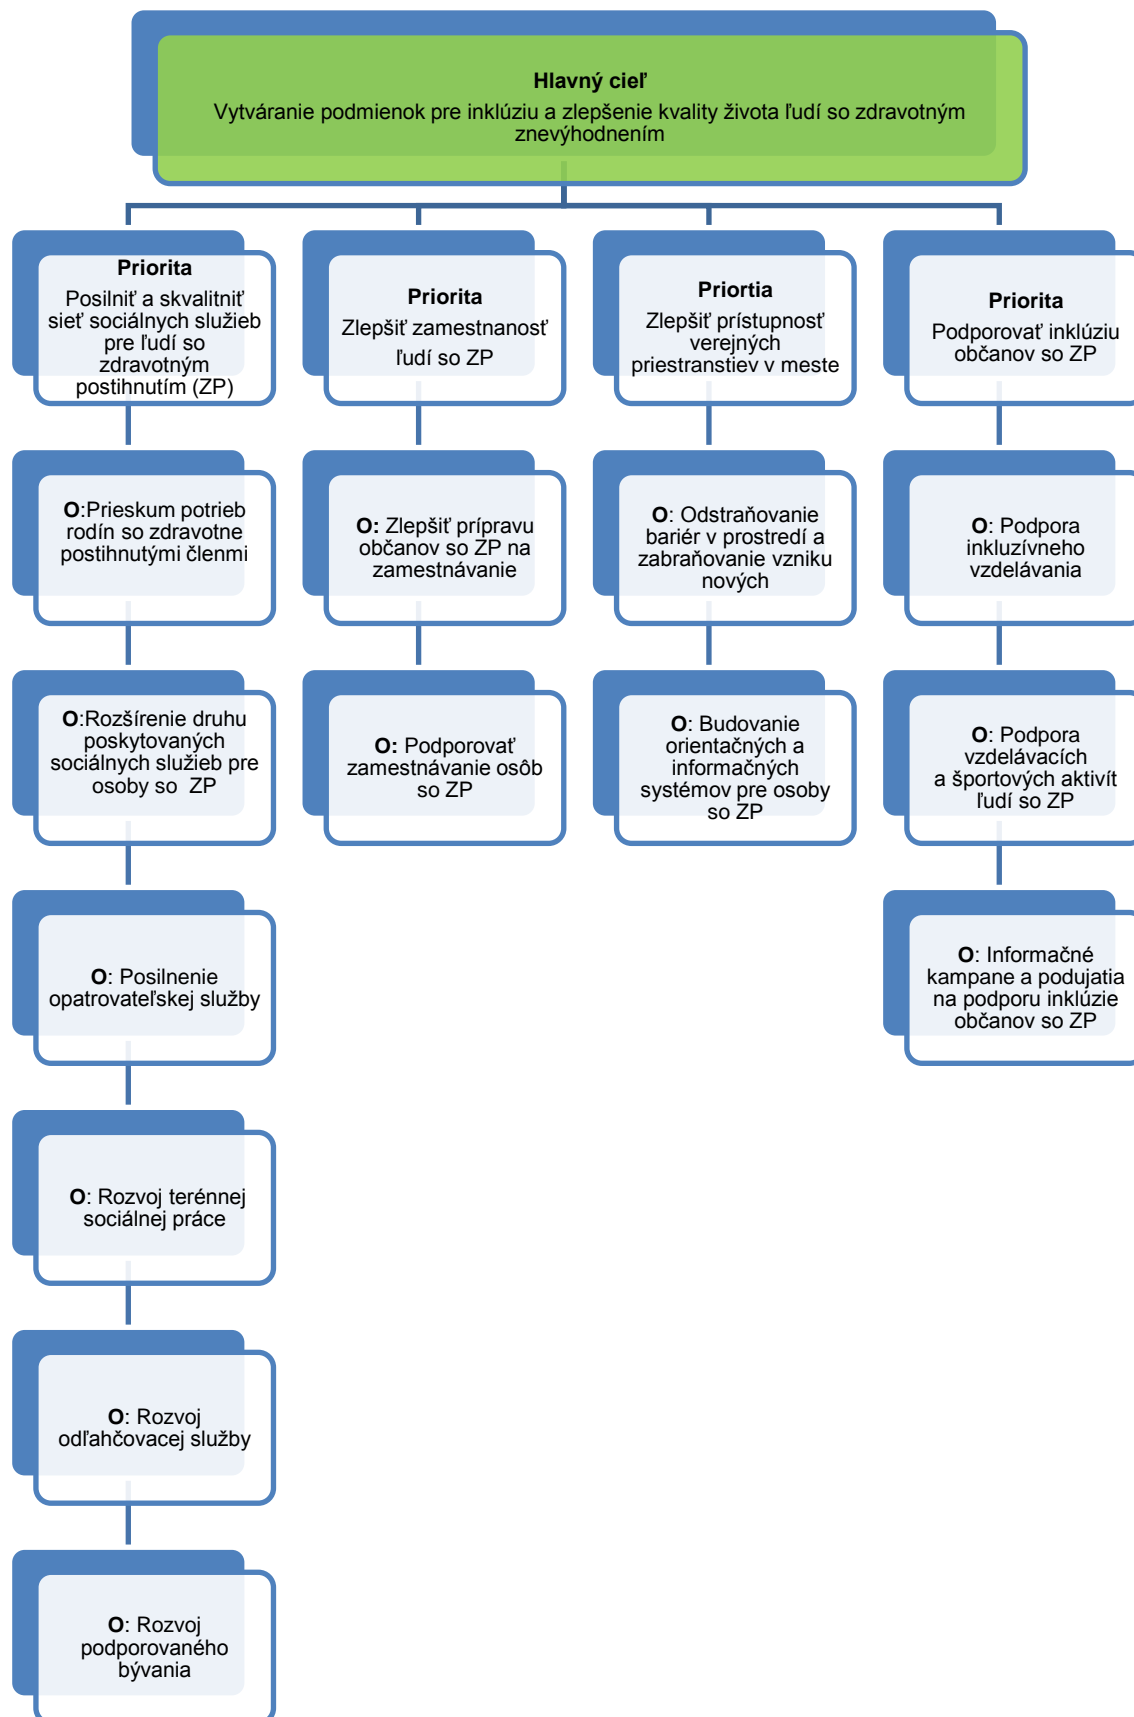 Hlavný cieľ
Vytváranie podmienok pre inklúziu a zlepšenie kvality života ľudí so zdravotným
znevýhodnením
Priorita
Posilniť a skvalitniť
sieť sociálnych služieb
pre ľudí so
zdravotným
postihnutím (ZP)
O:Prieskum potrieb
rodín so zdravotne
postihnutými členmi
O:Rozšírenie druhu
poskytovaných
sociálnych služieb pre
osoby so ZP
O: Posilnenie
opatrovateľskej služby
O: Rozvoj terénnej
sociálnej práce
O: Rozvoj
odľahčovacej služby
O: Rozvoj
podporovaného
bývania
Priorita
Zlepšiť zamestnanosť
ľudí so ZP
O: Zlepšiť prípravu
občanov so ZP na
zamestnávanie
O: Podporovať
zamestnávanie osôb
so ZP
Priortia
Zlepšiť prístupnosť
verejných
priestranstiev v meste
O: Odstraňovanie
bariér v prostredí a
zabraňovanie vzniku
nových
O: Budovanie
orientačných a
informačných
systémov pre osoby
so ZP
Priorita
Podporovať inklúziu
občanov so ZP
O: Podpora
inkluzívneho
vzdelávania
O: Podpora
vzdelávacích
a športových aktivít
ľudí so ZP
O: Informačné
kampane a podujatia
na podporu inklúzie
občanov so ZP